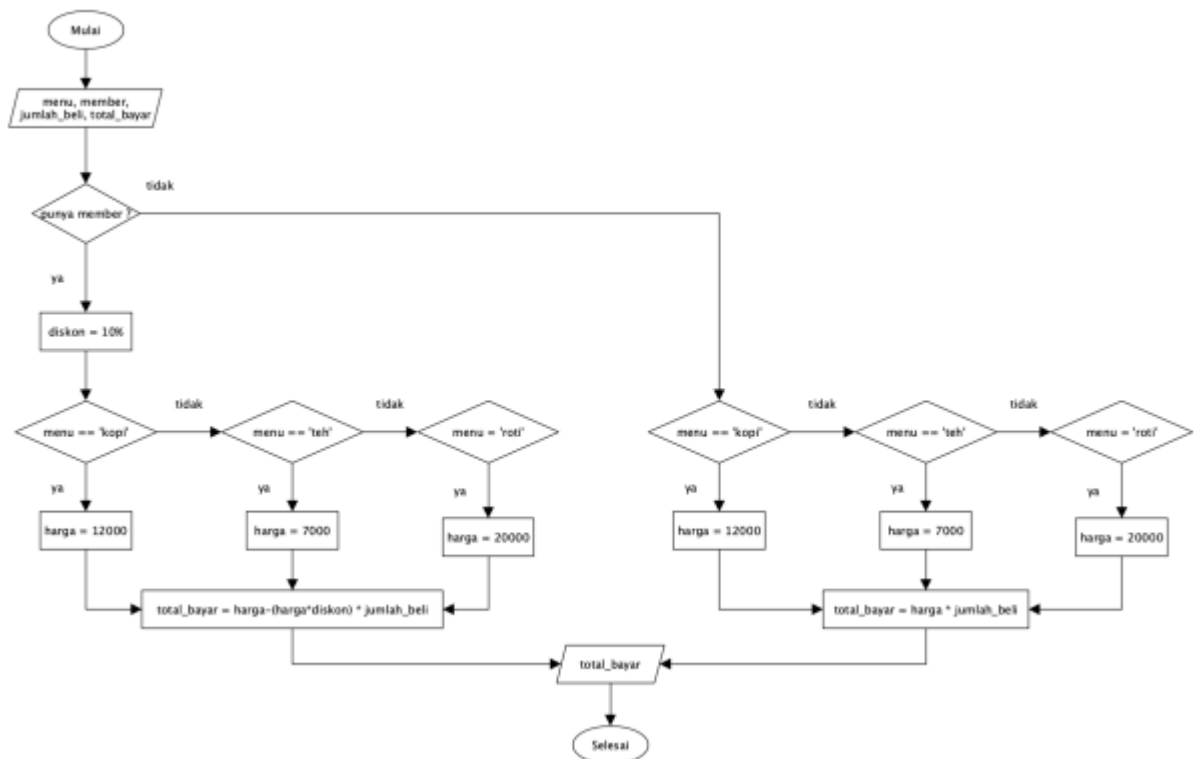 Mulai
menu, member,
jumlah_beli, total_bayar
tidak
punya member ?
ya
diskon = 10%
tidak
tidak
tidak
tidak
menu == 'kopi'
menu == 'teh'
menu = 'roti'
menu == 'kopi'
menu == 'teh'
menu = 'roti'
ya
ya
ya
ya
ya
ya
harga = 12000
harga = 7000
harga = 20000
harga = 12000
harga = 7000
harga = 20000
total_bayar = harga-(harga*diskon) * jumlah_beli
total_bayar = harga * jumlah_beli
total_bayar
Selesai